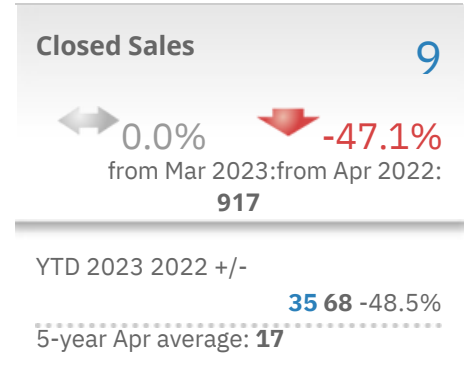 Closed Sales 9
0.0% -47.1%
from Mar 2023:from Apr 2022:
917
YTD 2023 2022 +/-
35 68 -48.5%
5-year Apr average: 17